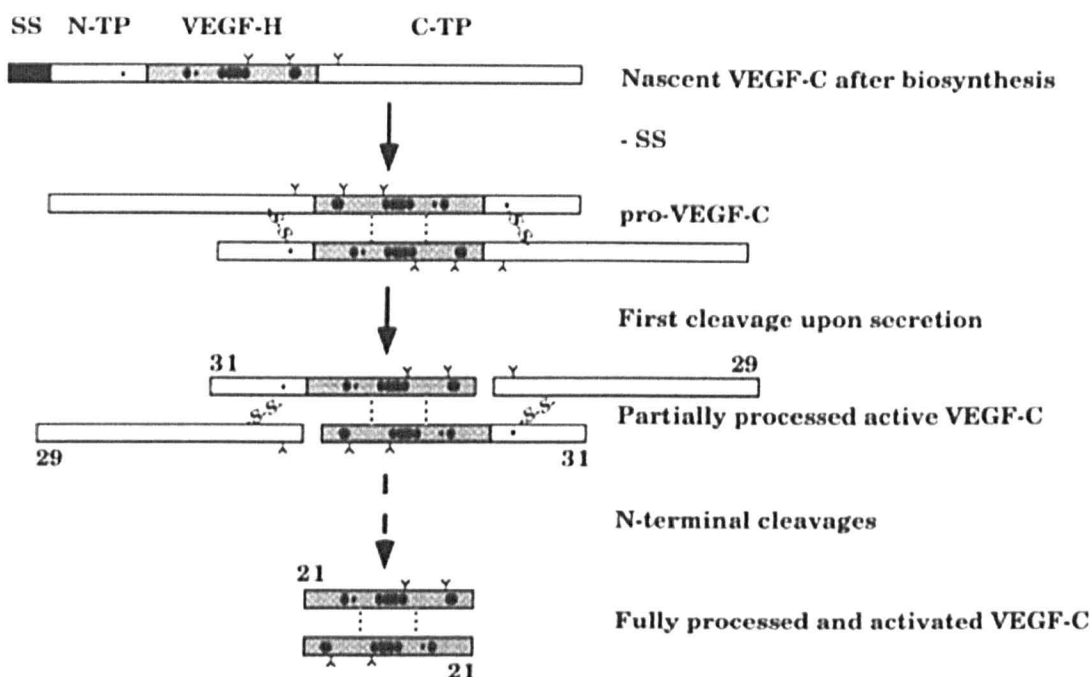 SS N-TP VEGF-H C-TP
Nascent VEGF-C after biosynthesis
- SS
pro-VEGF-C
S-S
S-S
First cleavage upon secretion
31 29
-S-S-
-S-S-
Partially processed active VEGF-C
29 31
N-terminal cleavages
21
Fully processed and activated VEGF-C
21